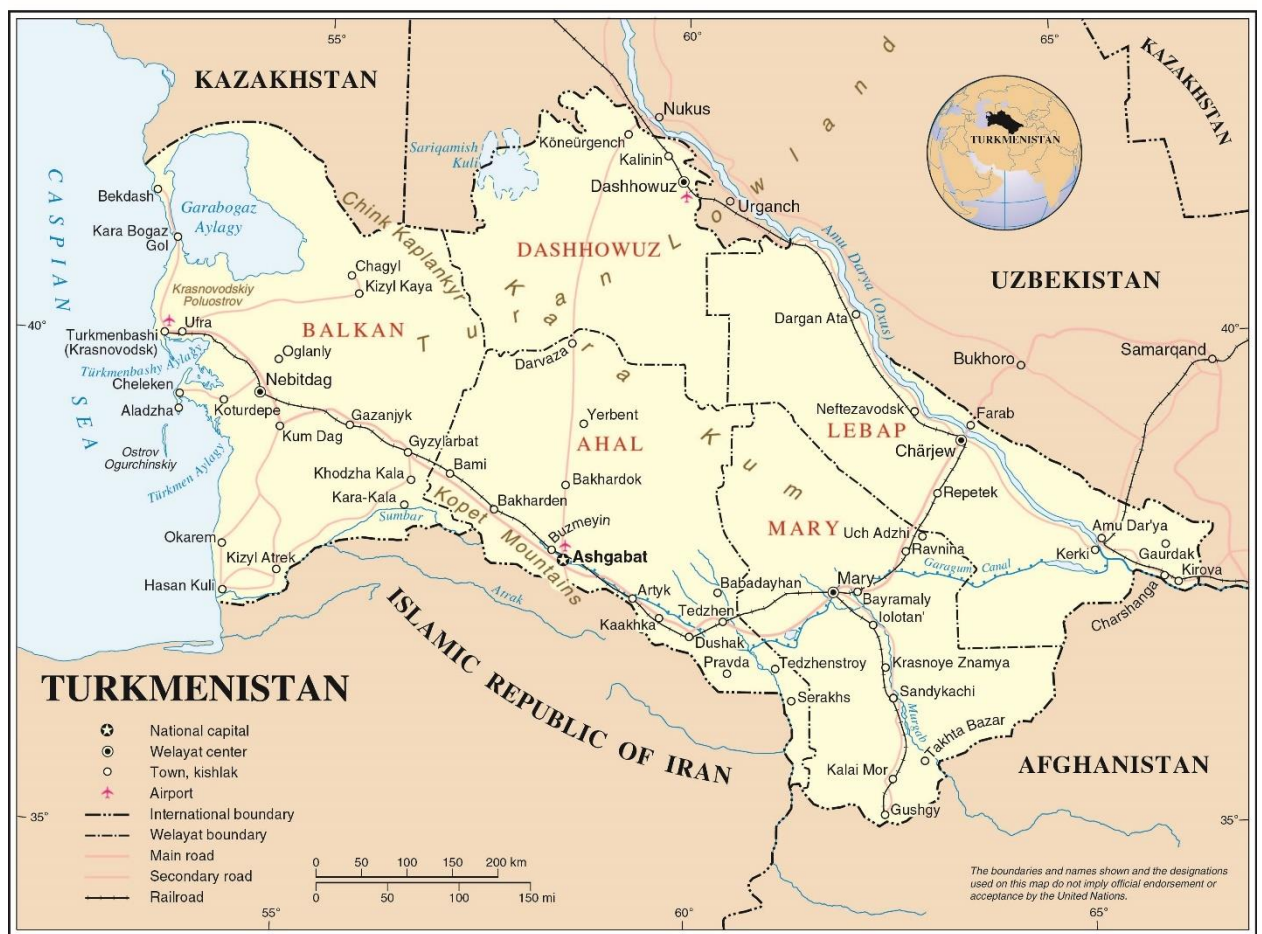 55°
60°
65°
KAZAKHSTAN
KAZAKHSTAN
Nukus
Köneürgench
Sariqamish
Kuli
Kalinin
TURKMENISTAN
Dashhowuz
Bekdash
Garabogaz
Aylagy
Urganch
Kara Bogaz
Gol
CASPIAN SEA
Chink Kaplankyr
Turan Lowland
Amu Darya (Oxus)
DASHHOWUZ
UZBEKISTAN
Chagyl
Kizyl Kaya
Krasnovodskiy
Poluostrov
Kara Kum
40°
40°
Ufra
Turkmenbashi
(Krasnovodsk)
BALKAN
Dargan Ata
Oglanly
Darvaza
Bukhoro
Samarqand
Türkmenbashy Aylagy
Cheleken
Nebitdag
Aladzha
Koturdepe
Gazanjyk
Yerbent
Neftezavodsk
Farab
Kum Dag
AHAL
LEBAP
Chärjew
Ostrov
Ogurchinskiy
Türkmen Aylagy
Gyzylarbat
Bami
Khodzha Kala
Bakhardok
Kara-Kala
Kopet Mountains
Bakharden
Repetek
Sumbar
MARY
Okarem
Buzmeyin
Uch Adzhi
Amu Dar'ya
Kizyl Atrek
Ashgabat
Ravnina
Kerki
Gaurdak
Garagum Canal
Kirova
Hasan Kuli
Atrak
Artyk
Babadayhan
Mary
Bayramaly
Charshanga
Kaakhka
Tedzhen
Iolotan'
Dushak
Pravda
Tedzhenstroy
Krasnoye Znamya
Serakhs
Sandykachi
Murgab
Takhta Bazar
ISLAMIC REPUBLIC OF IRAN
Kalai Mor
AFGHANISTAN
Gushgy
TURKMENISTAN
National capital
Welayat center
Town, kishlak
Airport
International boundary
Welayat boundary
Main road
Secondary road
Railroad
35°
35°
0 50 100 150 200 km
0 50 100 150 mi
The boundaries and names shown and the designations
used on this map do not imply official endorsement or
acceptance by the United Nations.
55°
60°
65°